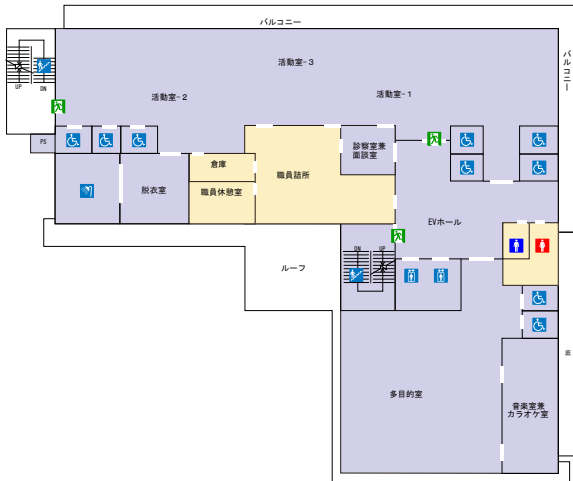 バルコニー
バルコニー
活動室-3
活動室-2
活動室-1
UP
DN
PS
倉庫
診察室兼
面談室
職員詰所
脱衣室
職員休憩室
EVホール
DN
UP
ルーフ
多目的室
音楽室兼
カラオケ室